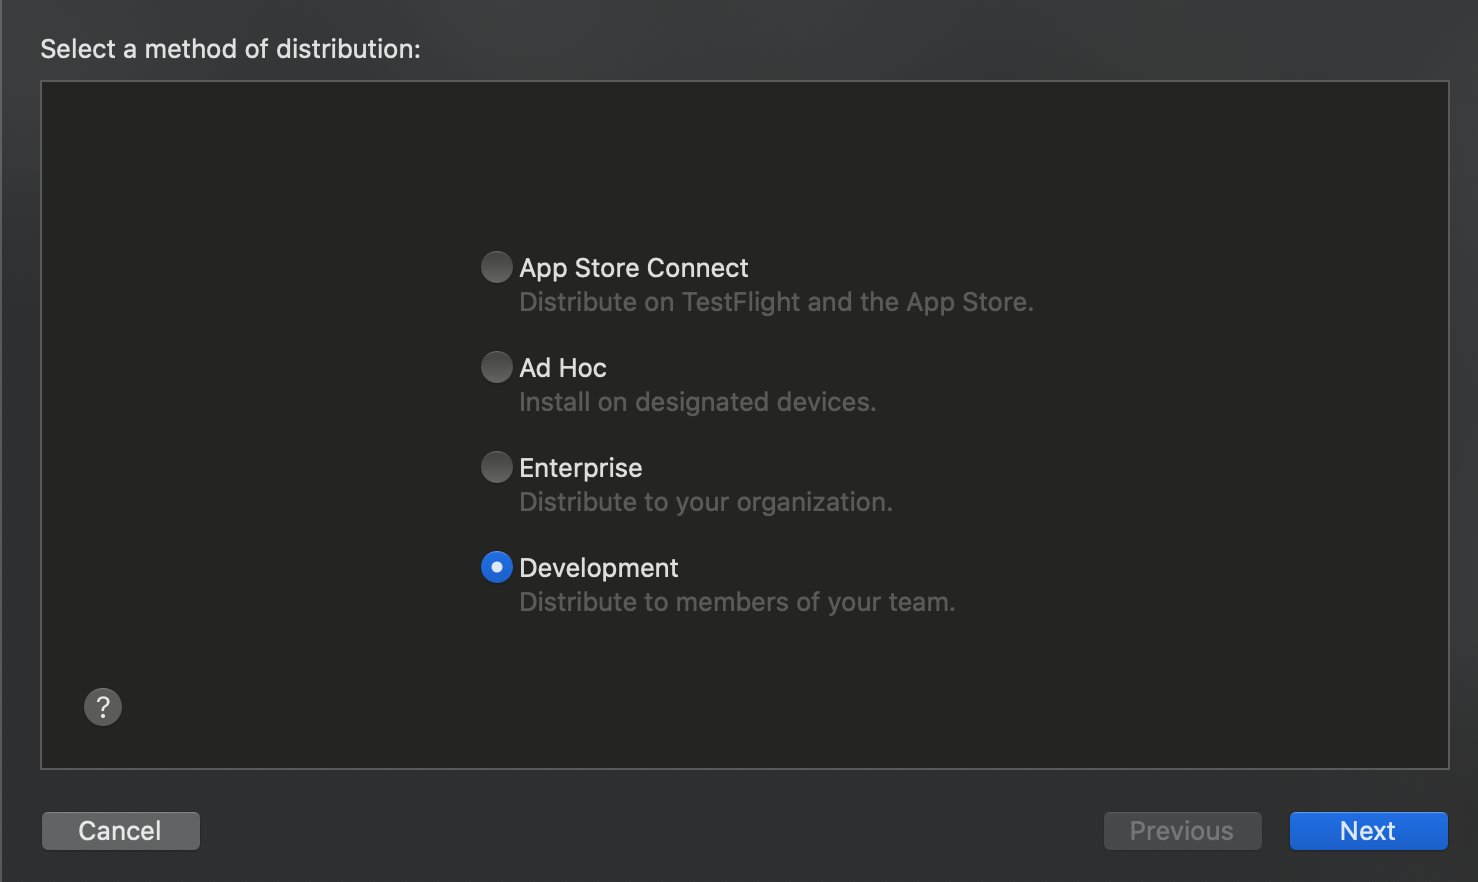 Select a method of distribution:
App Store Connect
Distribute on TestFlight and the App Store.
Ad Hoc
Install on designated devices.
Enterprise
Distribute to your organization.
Development
Distribute to members of your team.
?
Cancel
Previous
Next